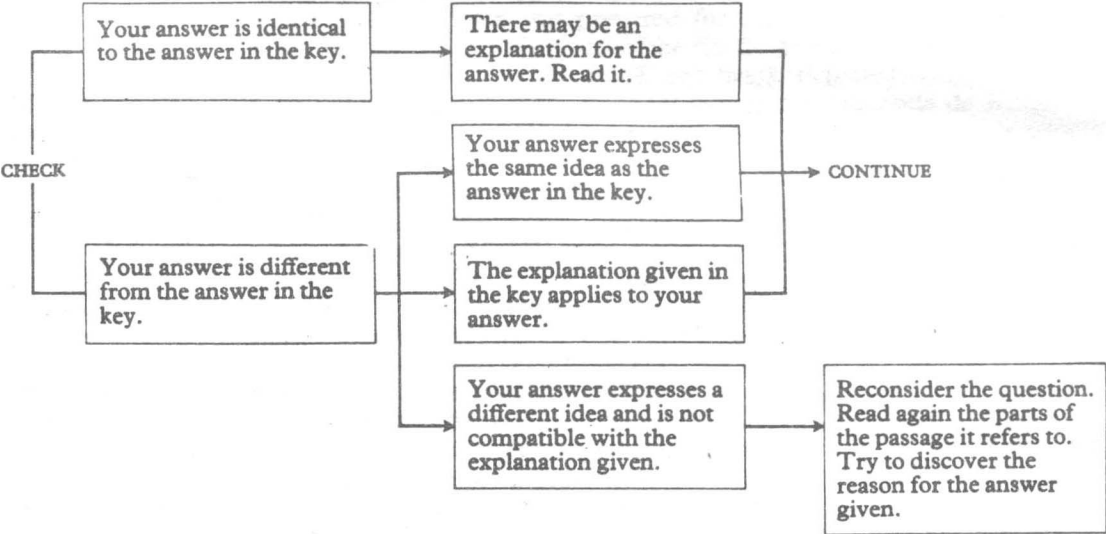 Your answer is identical
to the answer in the key.
There may be an
explanation for the
answer. Read it.
CHECK
Your answer expresses
the same idea as the
answer in the key.
CONTINUE
Your answer is different
from the answer in the
key.
The explanation given in
the key applies to your
answer.
Your answer expresses a
different idea and is not
compatible with the
explanation given.
Reconsider the question.
Read again the parts of
the passage it refers to.
Try to discover the
reason for the answer
given.